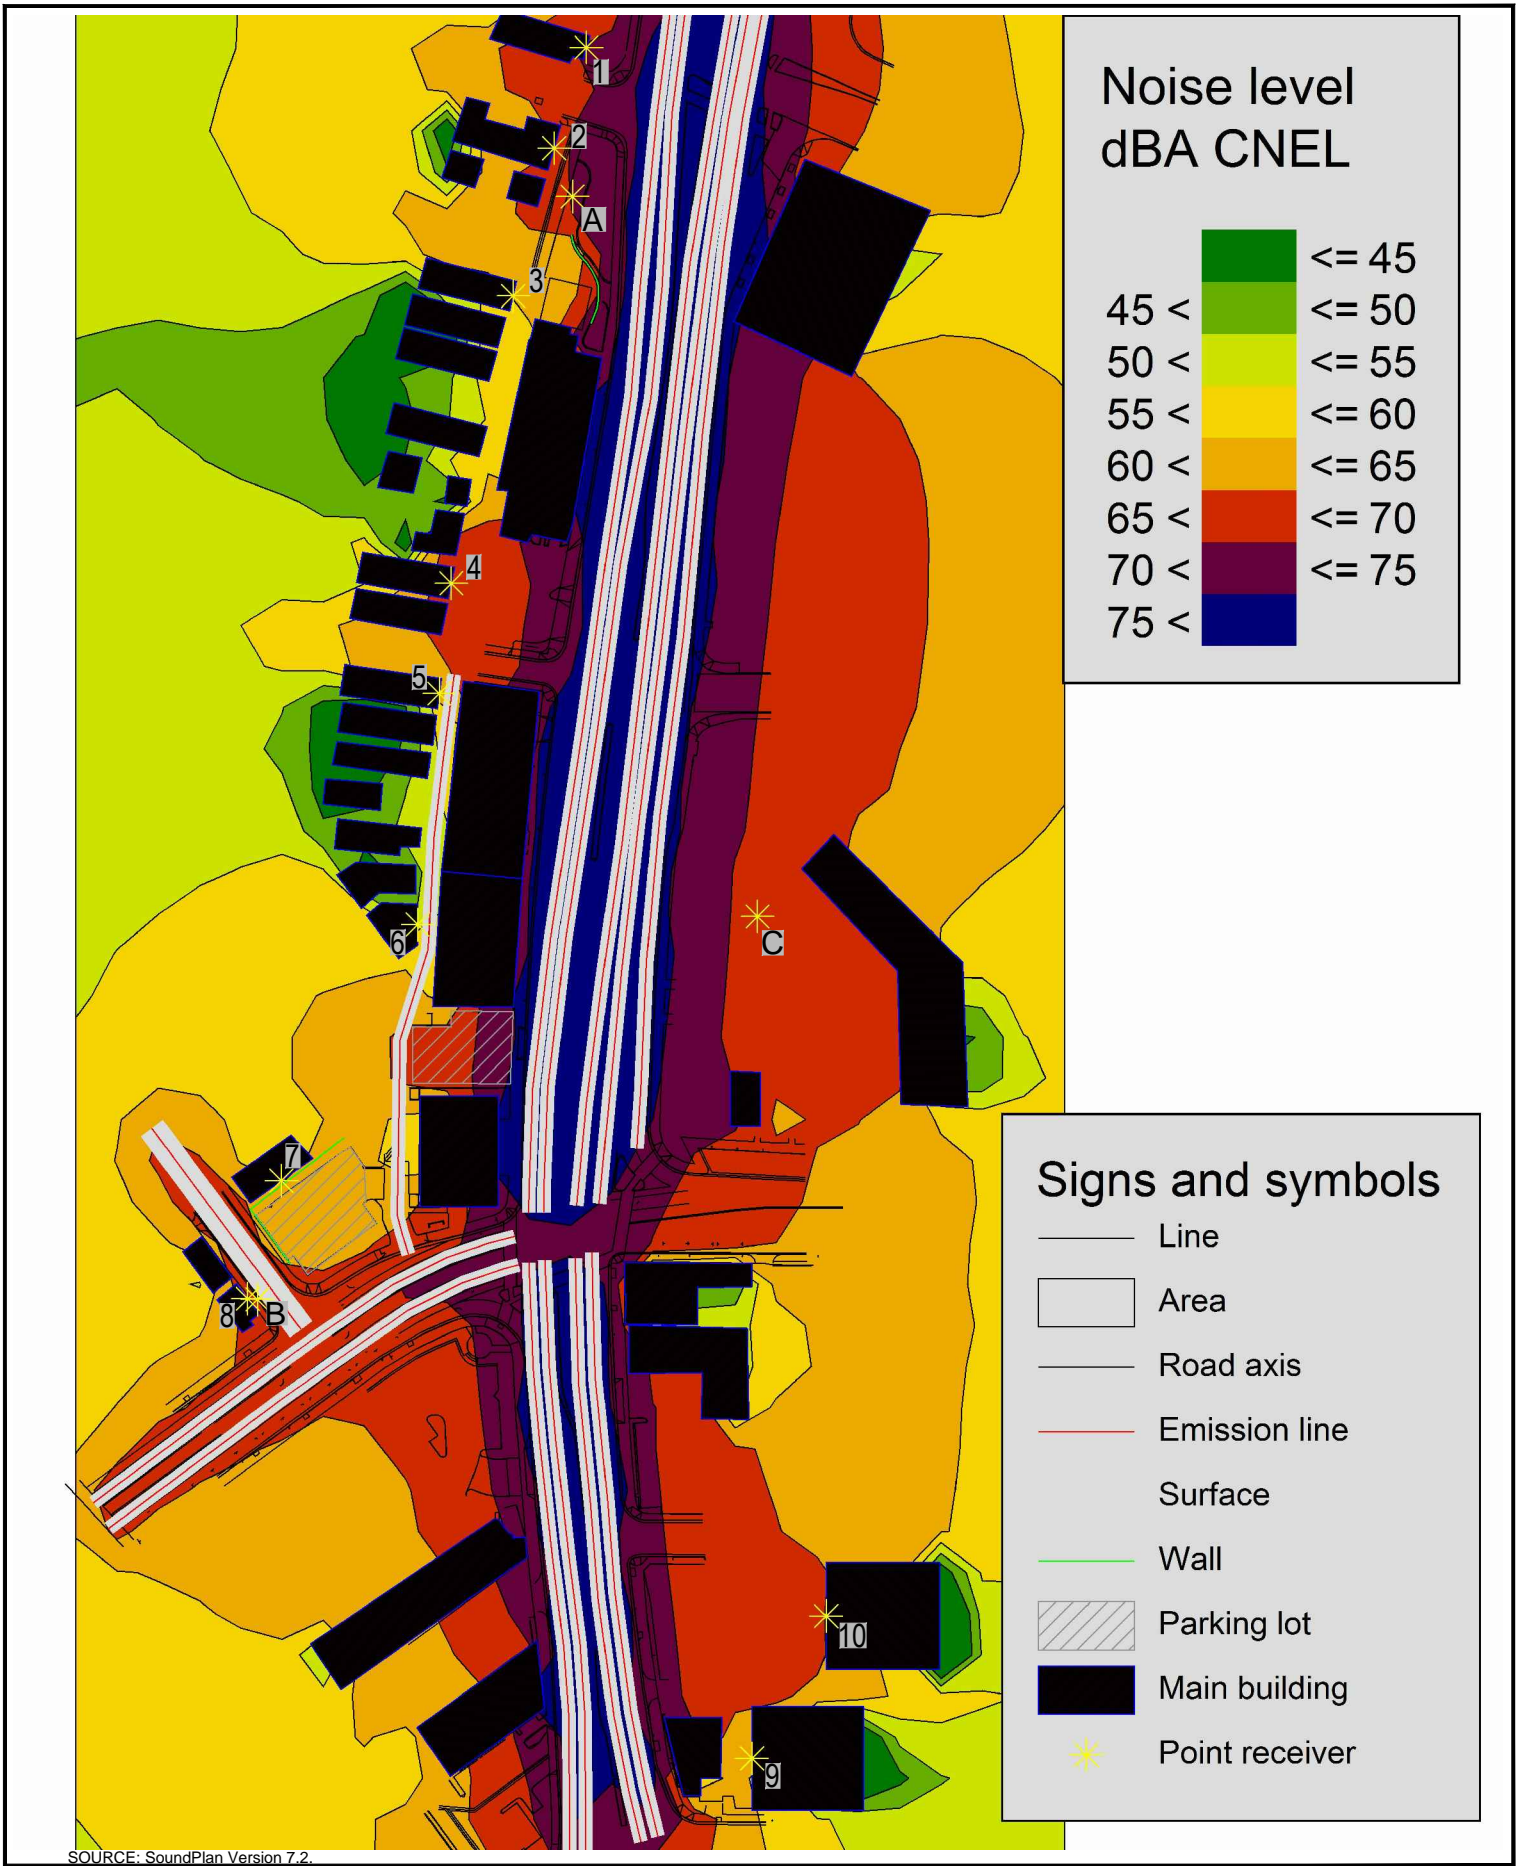 1
2
A
3
4
5
6
C
7
8
B
10
9
Noise level
dBA CNEL
<= 45
45 < <= 50
50 < <= 55
55 < <= 60
60 < <= 65
65 < <= 70
70 < <= 75
75 <
Signs and symbols
Line
Area
Road axis
Emission line
Surface
Wall
Parking lot
Main building
Point receiver
SOURCE: SoundPlan Version 7.2.